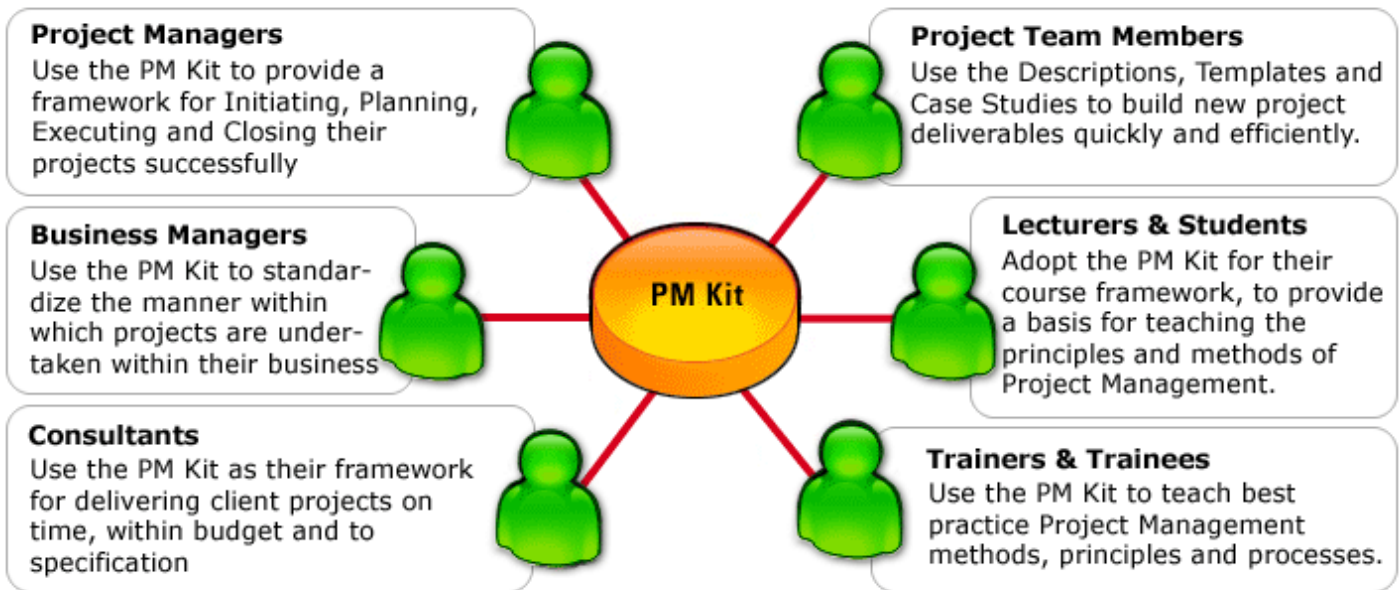 Project Managers
Use the PM Kit to provide a
framework for Initiating, Planning,
Executing and Closing their
projects successfully
Business Managers
Use the PM Kit to standar-
dize the manner within
which projects are under-
taken within their business
Consultants
Use the PM Kit as their framework
for delivering client projects on
time, within budget and to
specification
PM Kit
Project Team Members
Use the Descriptions, Templates and
Case Studies to build new project
deliverables quickly and efficiently.
Lecturers & Students
Adopt the PM Kit for their
course framework, to provide
a basis for teaching the
principles and methods of
Project Management.
Trainers & Trainees
Use the PM Kit to teach best
practice Project Management
methods, principles and processes.